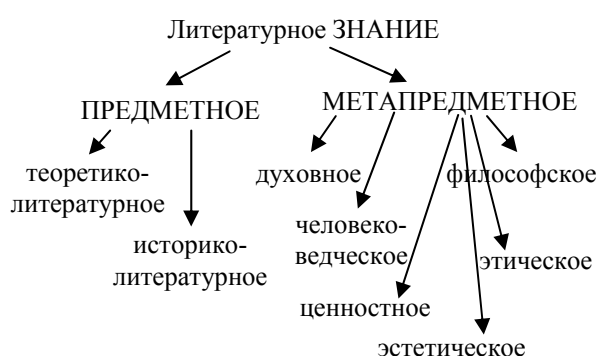 Литературное ЗНАНИЕ
ПРЕДМЕТНОЕ
МЕТАПРЕДМЕТНОЕ
теоретико-
литературное
историко-
литературное
духовное
человеко-
ведческое
ценностное
эстетическое
этическое
философское